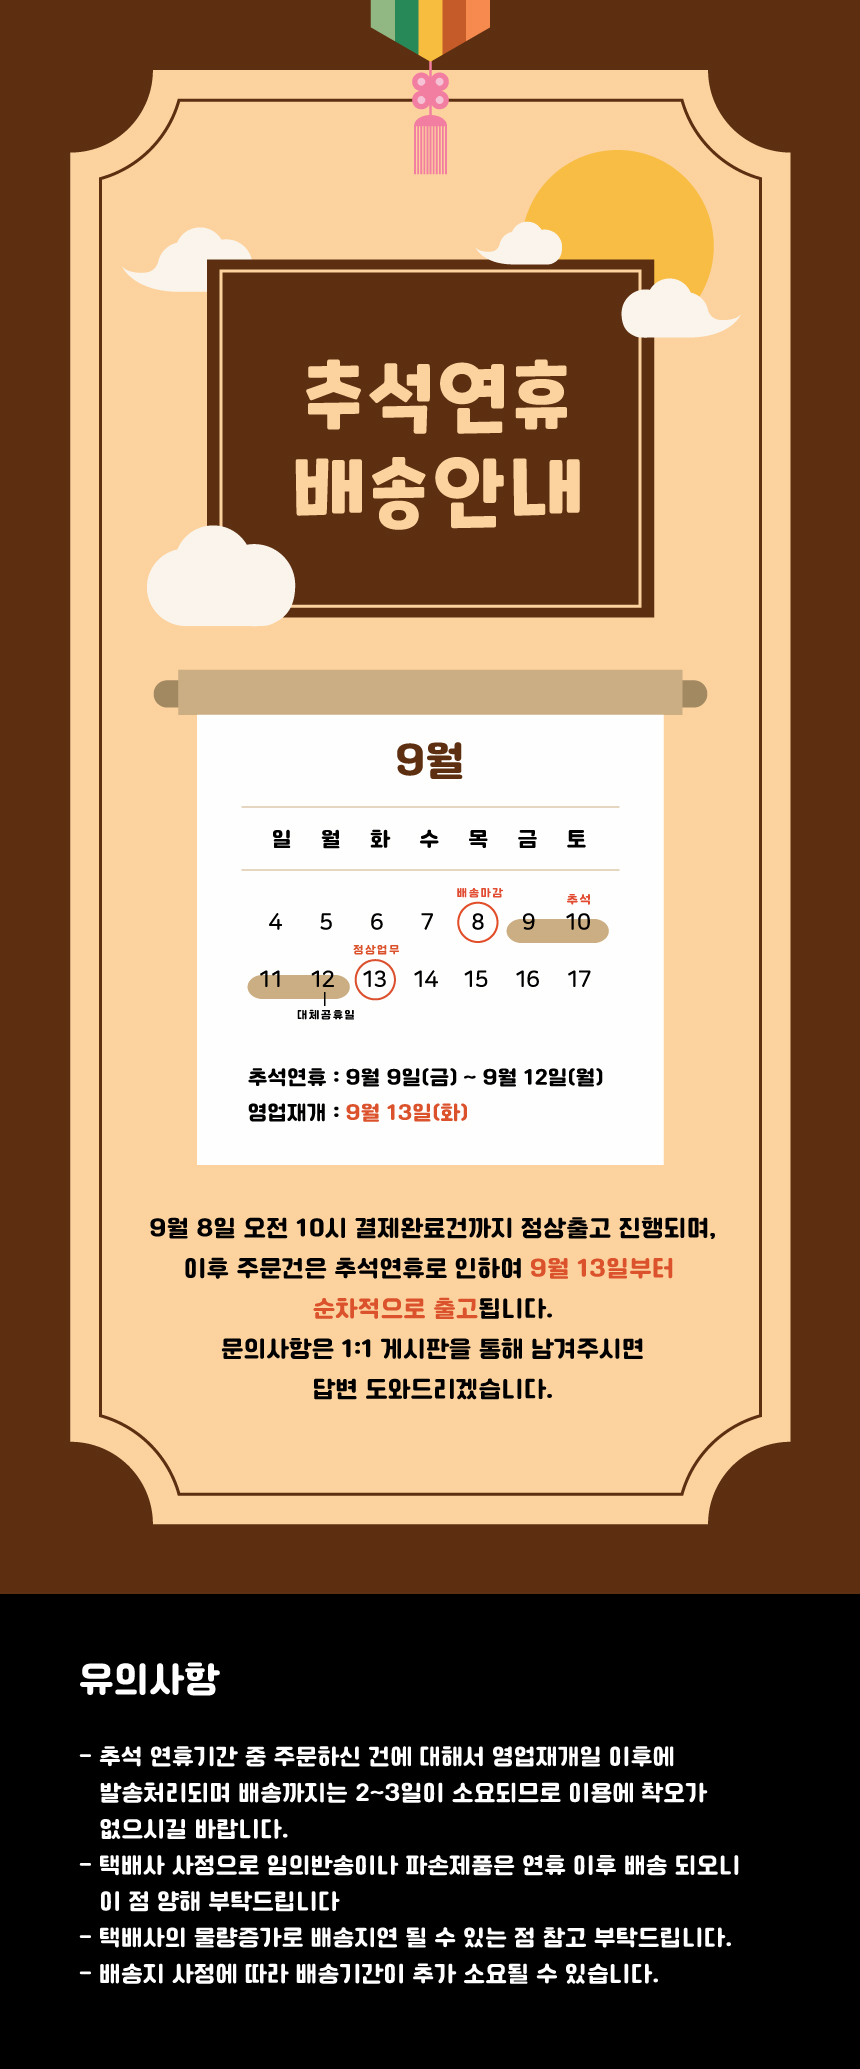 추석연휴
배송안내
9월
일 월 화 수 목 금 토
배송마감 추석
4 5 6 7 8 9 10
정상업무
11 12 13 14 15 16 17
대체공휴일
추석연휴 : 9월 9일(금) ~ 9월 12일(월)
영업재개 : 9월 13일(화)
9월 8일 오전 10시 결제완료건까지 정상출고 진행되며,
이후 주문건은 추석연휴로 인하여 9월 13일부터
순차적으로 출고됩니다.
문의사항은 1:1 게시판을 통해 남겨주시면
답변 도와드리겠습니다.
유의사항
- 추석 연휴기간 중 주문하신 건에 대해서 영업재개일 이후에
발송처리되며 배송까지는 2~3일이 소요되므로 이용에 착오가
없으시길 바랍니다.
- 택배사 사정으로 임의반송이나 파손제품은 연휴 이후 배송 되오니
이 점 양해 부탁드립니다
- 택배사의 물량증가로 배송지연 될 수 있는 점 참고 부탁드립니다.
- 배송지 사정에 따라 배송기간이 추가 소요될 수 있습니다.